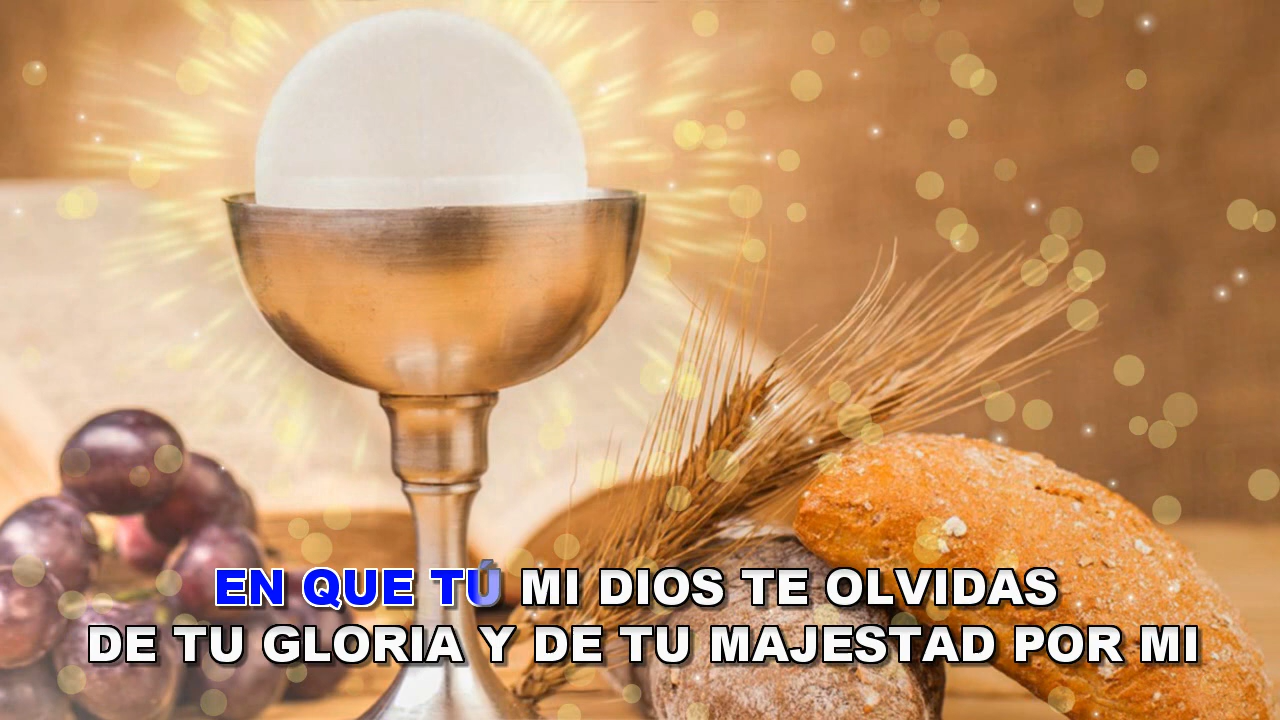 EN QUE TÚ MI DIOS TE OLVIDAS
DE TU GLORIA Y DE TU MAJESTAD POR MI